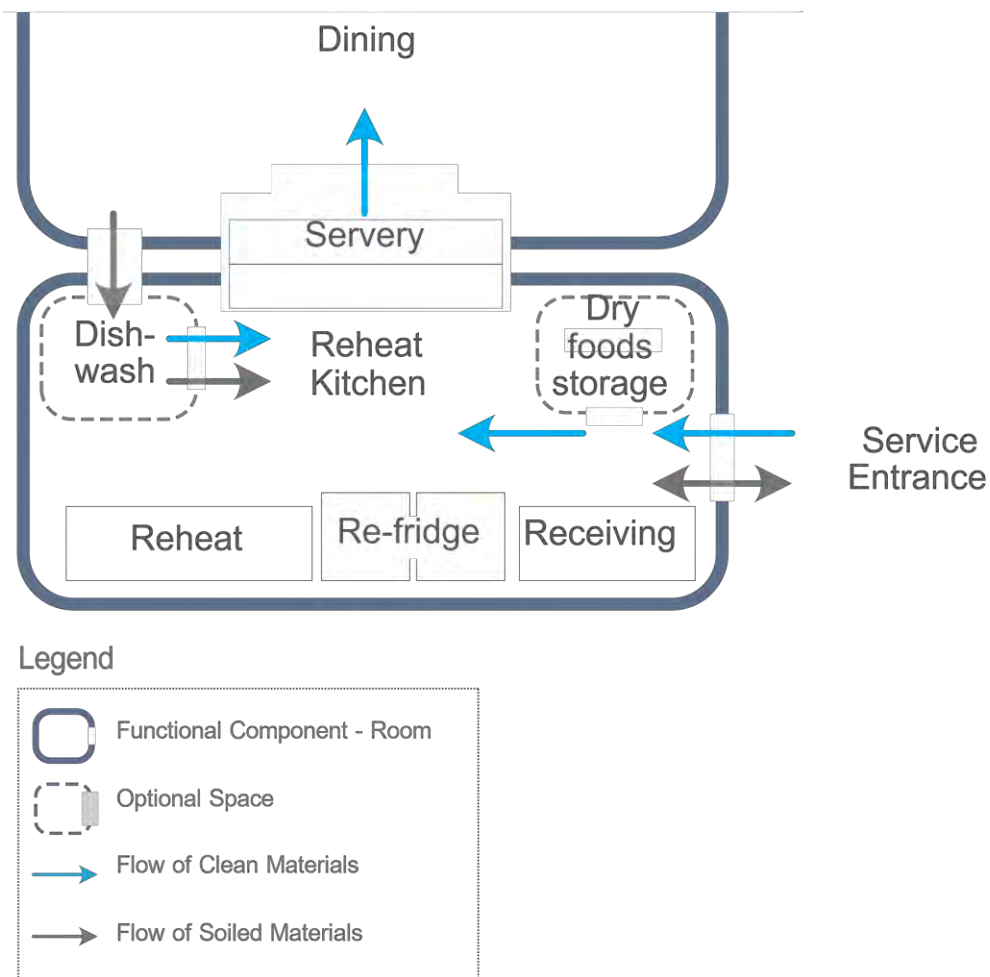 Dining
Servery
Dish-
wash
Reheat
Kitchen
Dry
foods
storage
Service
Entrance
Reheat
Re-fridge
Receiving
Legend
Functional Component - Room
Optional Space
Flow of Clean Materials
Flow of Soiled Materials